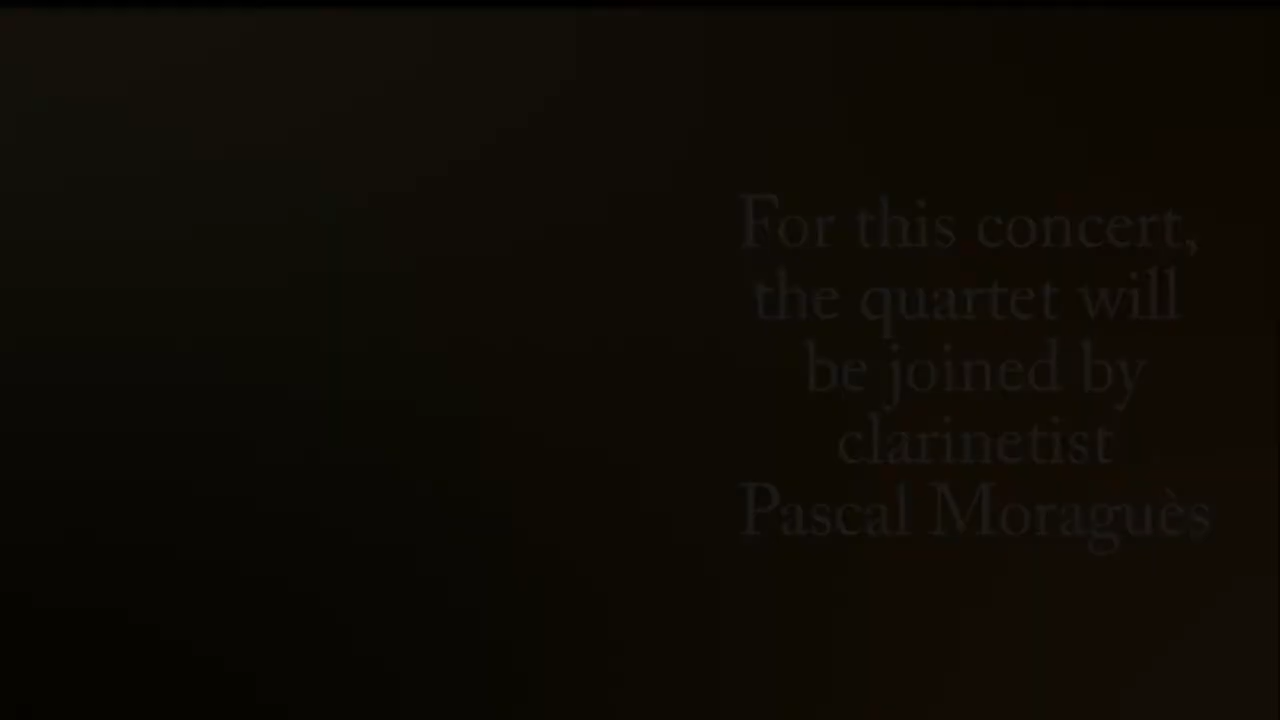 For this concert,
the quartet will
be joined by
clarinetist
Pascal Moraguès